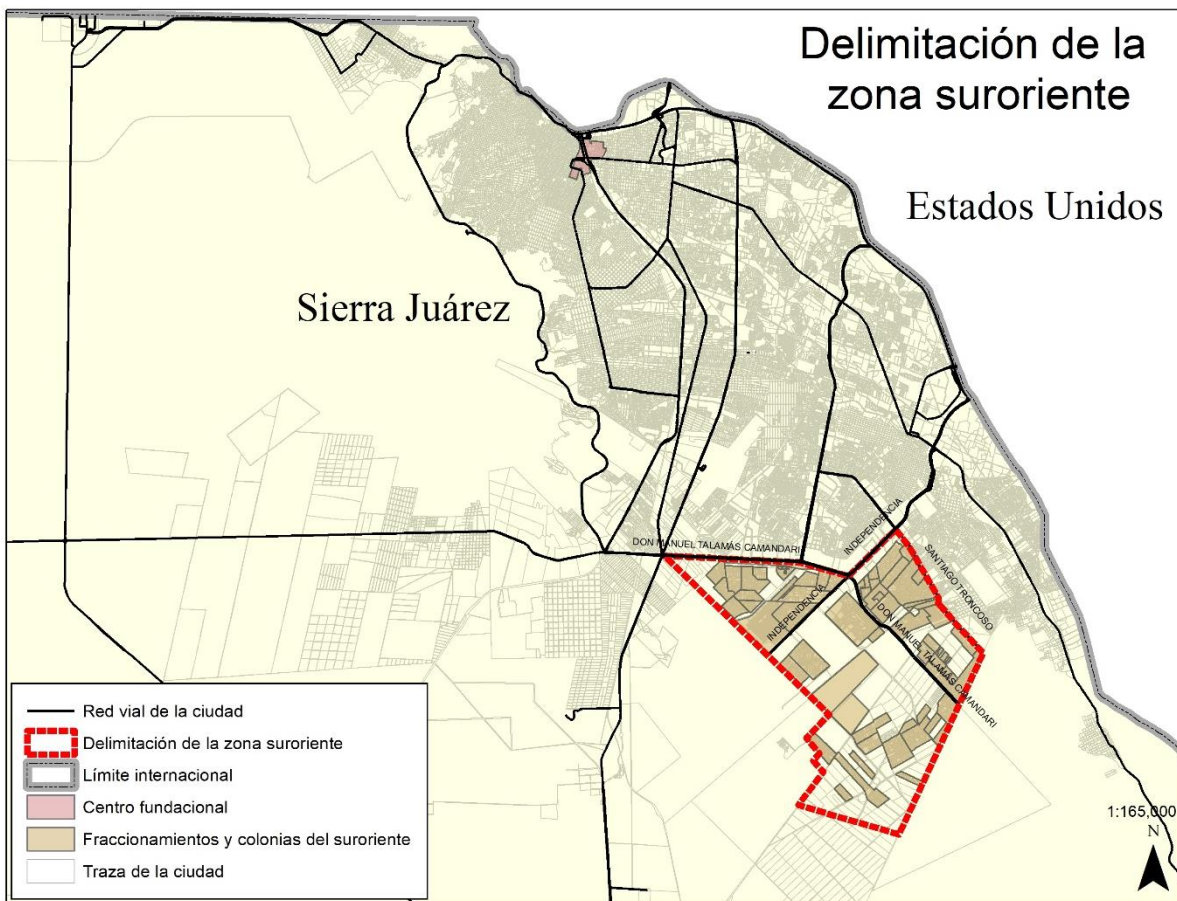 Delimitación de la
zona suroriente
Estados Unidos
Sierra Juárez
DON MANUEL TALAMÁS CAMANDARI
INDEPENDENCIA
SANTIAGO TRONCOSO
INDEPENDENCIA
DON MANUEL TALAMÁS CAMANDARI
Red vial de la ciudad
Delimitación de la zona suroriente
Límite internacional
Centro fundacional
Fraccionamientos y colonias del suroriente
Traza de la ciudad
1:165,000
N